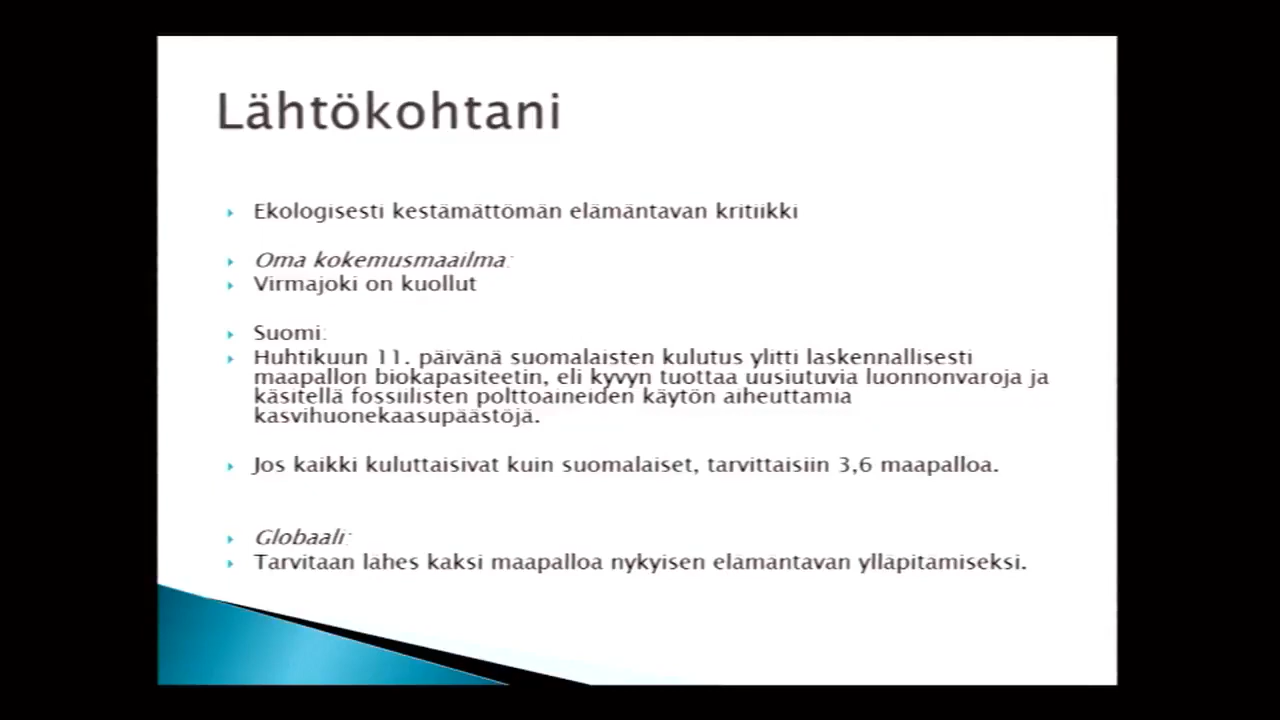 Lähtökohtani
Ekologisesti kestämättömän elämäntavan kritiikki
Oma kokemusmaailma:
Virmajoki on kuollut
Suomi:
Huhtikuun 11. päivänä suomalaisten kulutus ylitti laskennallisesti
maapallon biokapasiteetin, eli kyvyn tuottaa uusiutuvia luonnonvaroja ja
käsitellä fossiilisten polttoaineiden käytön aiheuttamia
kasvihuonekaasupäästöjä.
Jos kaikki kuluttaisivat kuin suomalaiset, tarvittaisiin 3,6 maapalloa.
Globaali:
Tarvitaan lähes kaksi maapalloa nykyisen elämäntavan ylläpitämiseksi.